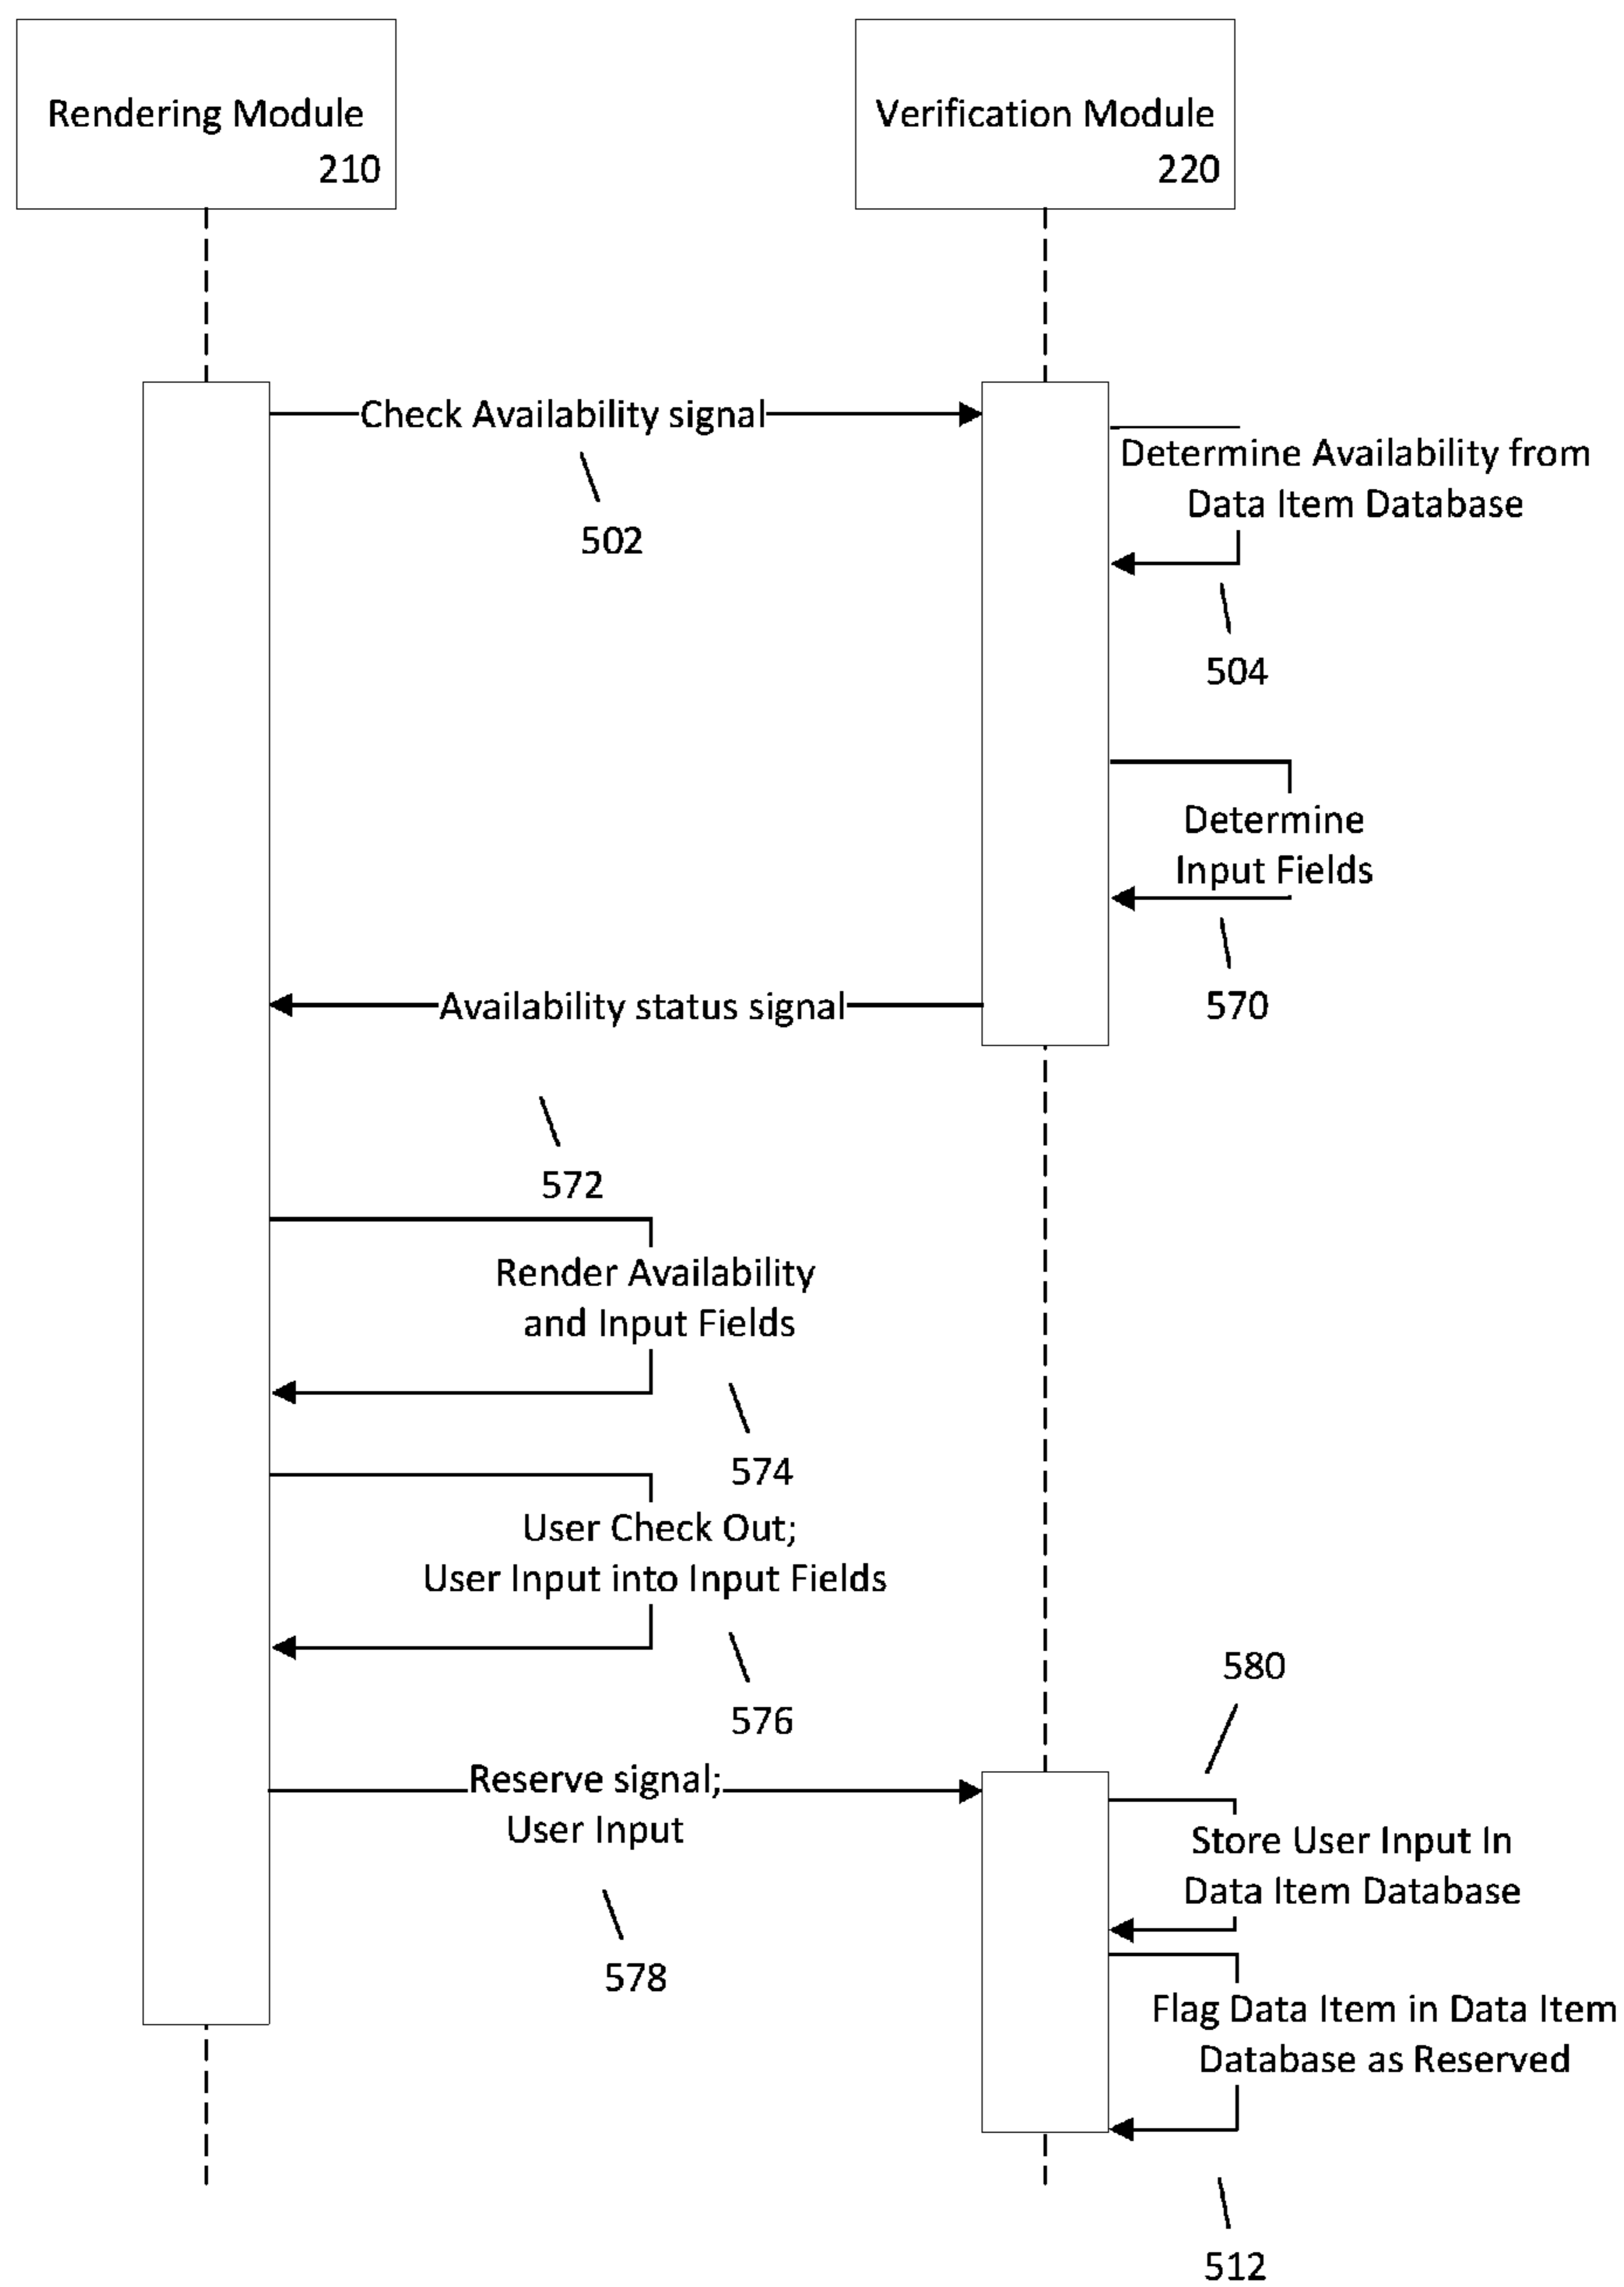 Rendering Module
210
Verification Module
220
Check Availability signal
502
Determine Availability from
Data Item Database
504
Determine
Input Fields
570
Availability status signal
572
Render Availability
and Input Fields
574
User Check Out;
User Input into Input Fields
576
Reserve signal;
User Input
578
580
Store User Input In
Data Item Database
Flag Data Item in Data Item
Database as Reserved
512